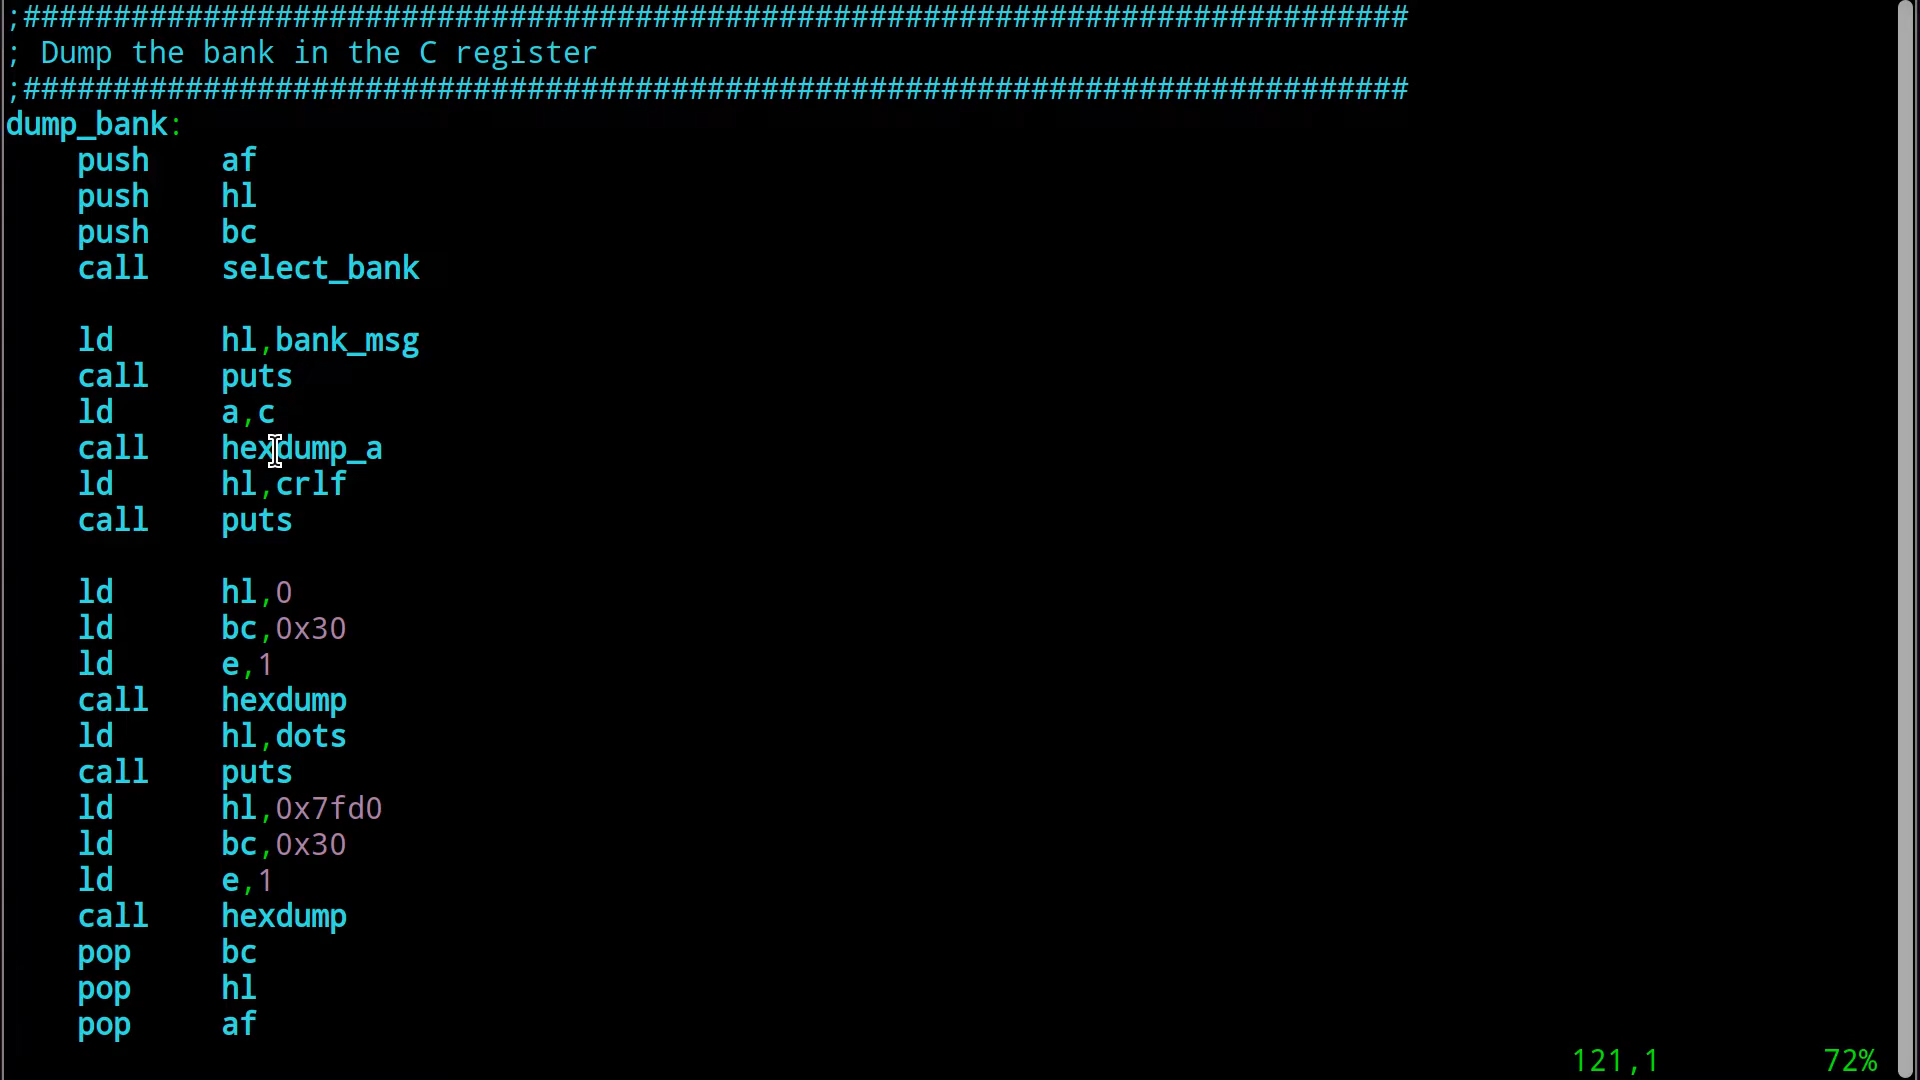 ;#############################################################################
; Dump the bank in the C register
;#############################################################################
dump_bank:
    push    af
    push    hl
    push    bc
    call    select_bank

    ld      hl,bank_msg
    call    puts
    ld      a,c
    call    hexdump_a
    ld      hl,crlf
    call    puts

    ld      hl,0
    ld      bc,0x30
    ld      e,1
    call    hexdump
    ld      hl,dots
    call    puts
    ld      hl,0x7fd0
    ld      bc,0x30
    ld      e,1
    call    hexdump
    pop     bc
    pop     hl
    pop     af
121,1         72%